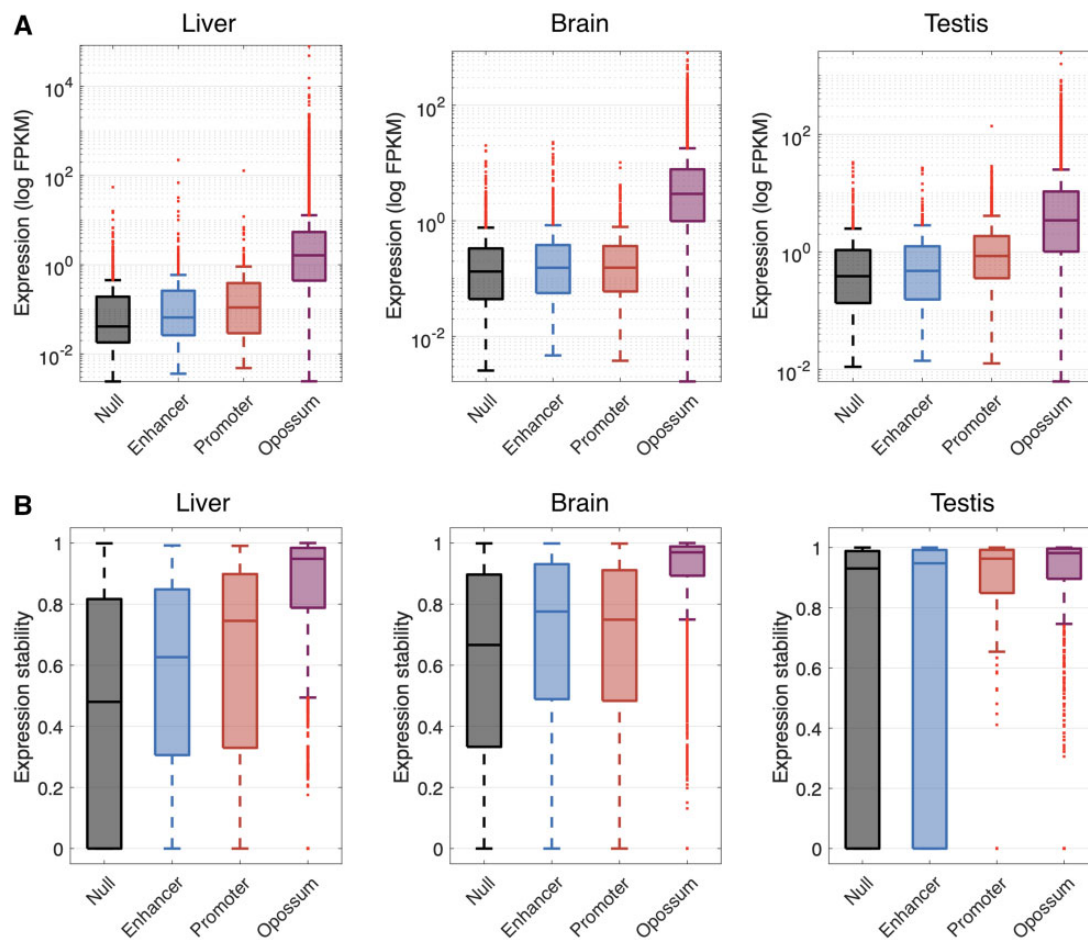 A
Liver
Brain
Testis
Expression (log FPKM)
10^4
10^2
10^0
10^-2
Null
Enhancer
Promoter
Opossum
Expression (log FPKM)
10^2
10^0
10^-2
Null
Enhancer
Promoter
Opossum
Expression (log FPKM)
10^2
10^0
10^-2
Null
Enhancer
Promoter
Opossum
B
Liver
Brain
Testis
Expression stability
1
0.8
0.6
0.4
0.2
0
Null
Enhancer
Promoter
Opossum
Expression stability
1
0.8
0.6
0.4
0.2
0
Null
Enhancer
Promoter
Opossum
Expression stability
1
0.8
0.6
0.4
0.2
0
Null
Enhancer
Promoter
Opossum